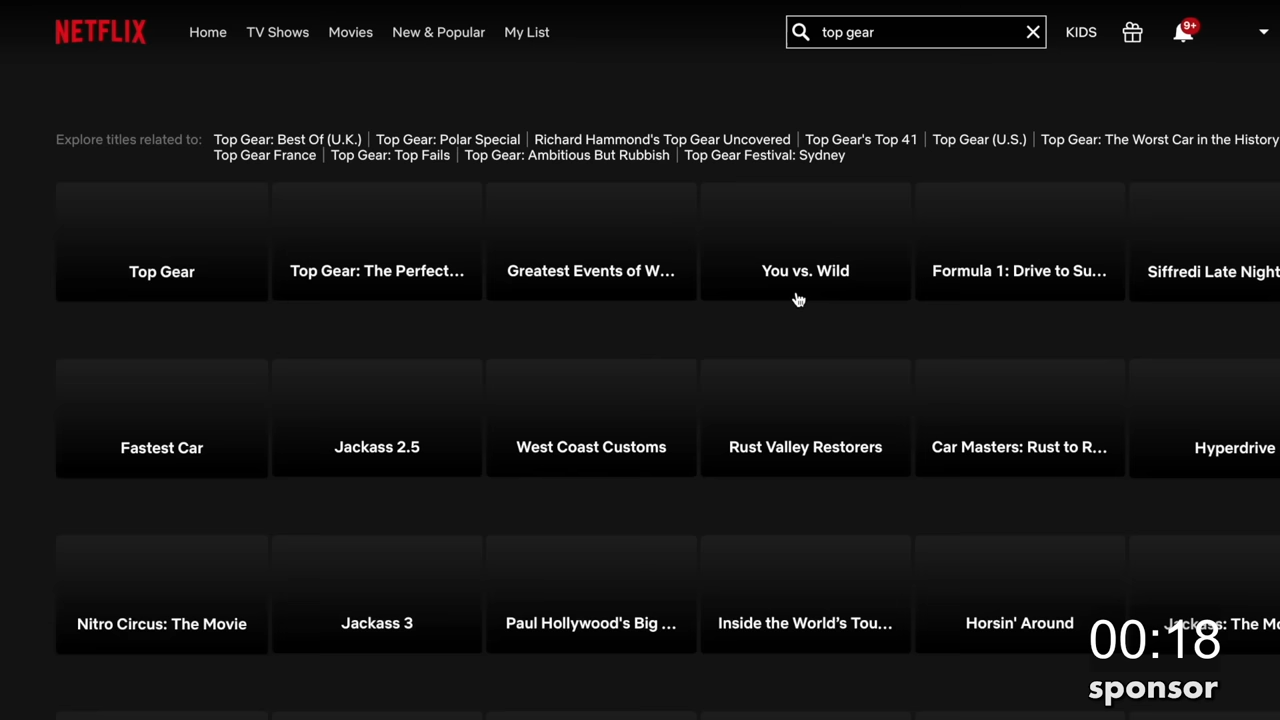 NETFLIX Home TV Shows Movies New & Popular My List top gear KIDS 9+
Explore titles related to: Top Gear: Best Of (U.K.) | Top Gear: Polar Special | Richard Hammond's Top Gear Uncovered | Top Gear's Top 41 | Top Gear (U.S.) | Top Gear: The Worst Car in the History
Top Gear France | Top Gear: Top Fails | Top Gear: Ambitious But Rubbish | Top Gear Festival: Sydney
Top Gear Top Gear: The Perfect... Greatest Events of W... You vs. Wild Formula 1: Drive to Su... Siffredi Late Night
Fastest Car Jackass 2.5 West Coast Customs Rust Valley Restorers Car Masters: Rust to R... Hyperdrive
Nitro Circus: The Movie Jackass 3 Paul Hollywood's Big ... Inside the World's Tou... Horsin' Around Jackass: The Mo
00:18
sponsor